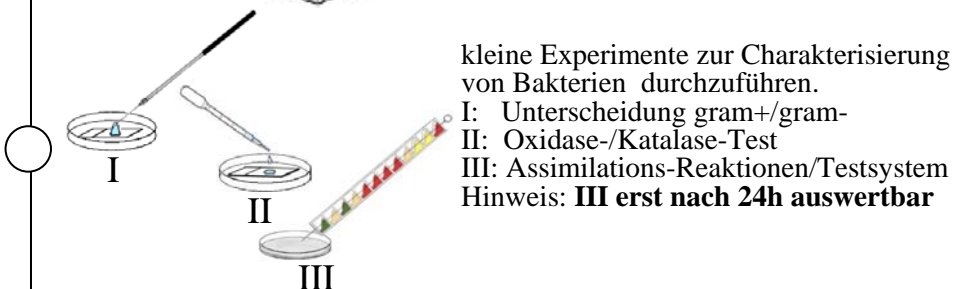 kleine Experimente zur Charakterisierung
von Bakterien durchzuführen.
I: Unterscheidung gram+/gram-
II: Oxidase-/Katalase-Test
III: Assimilations-Reaktionen/Testsystem
Hinweis: III erst nach 24h auswertbar
I
II
III